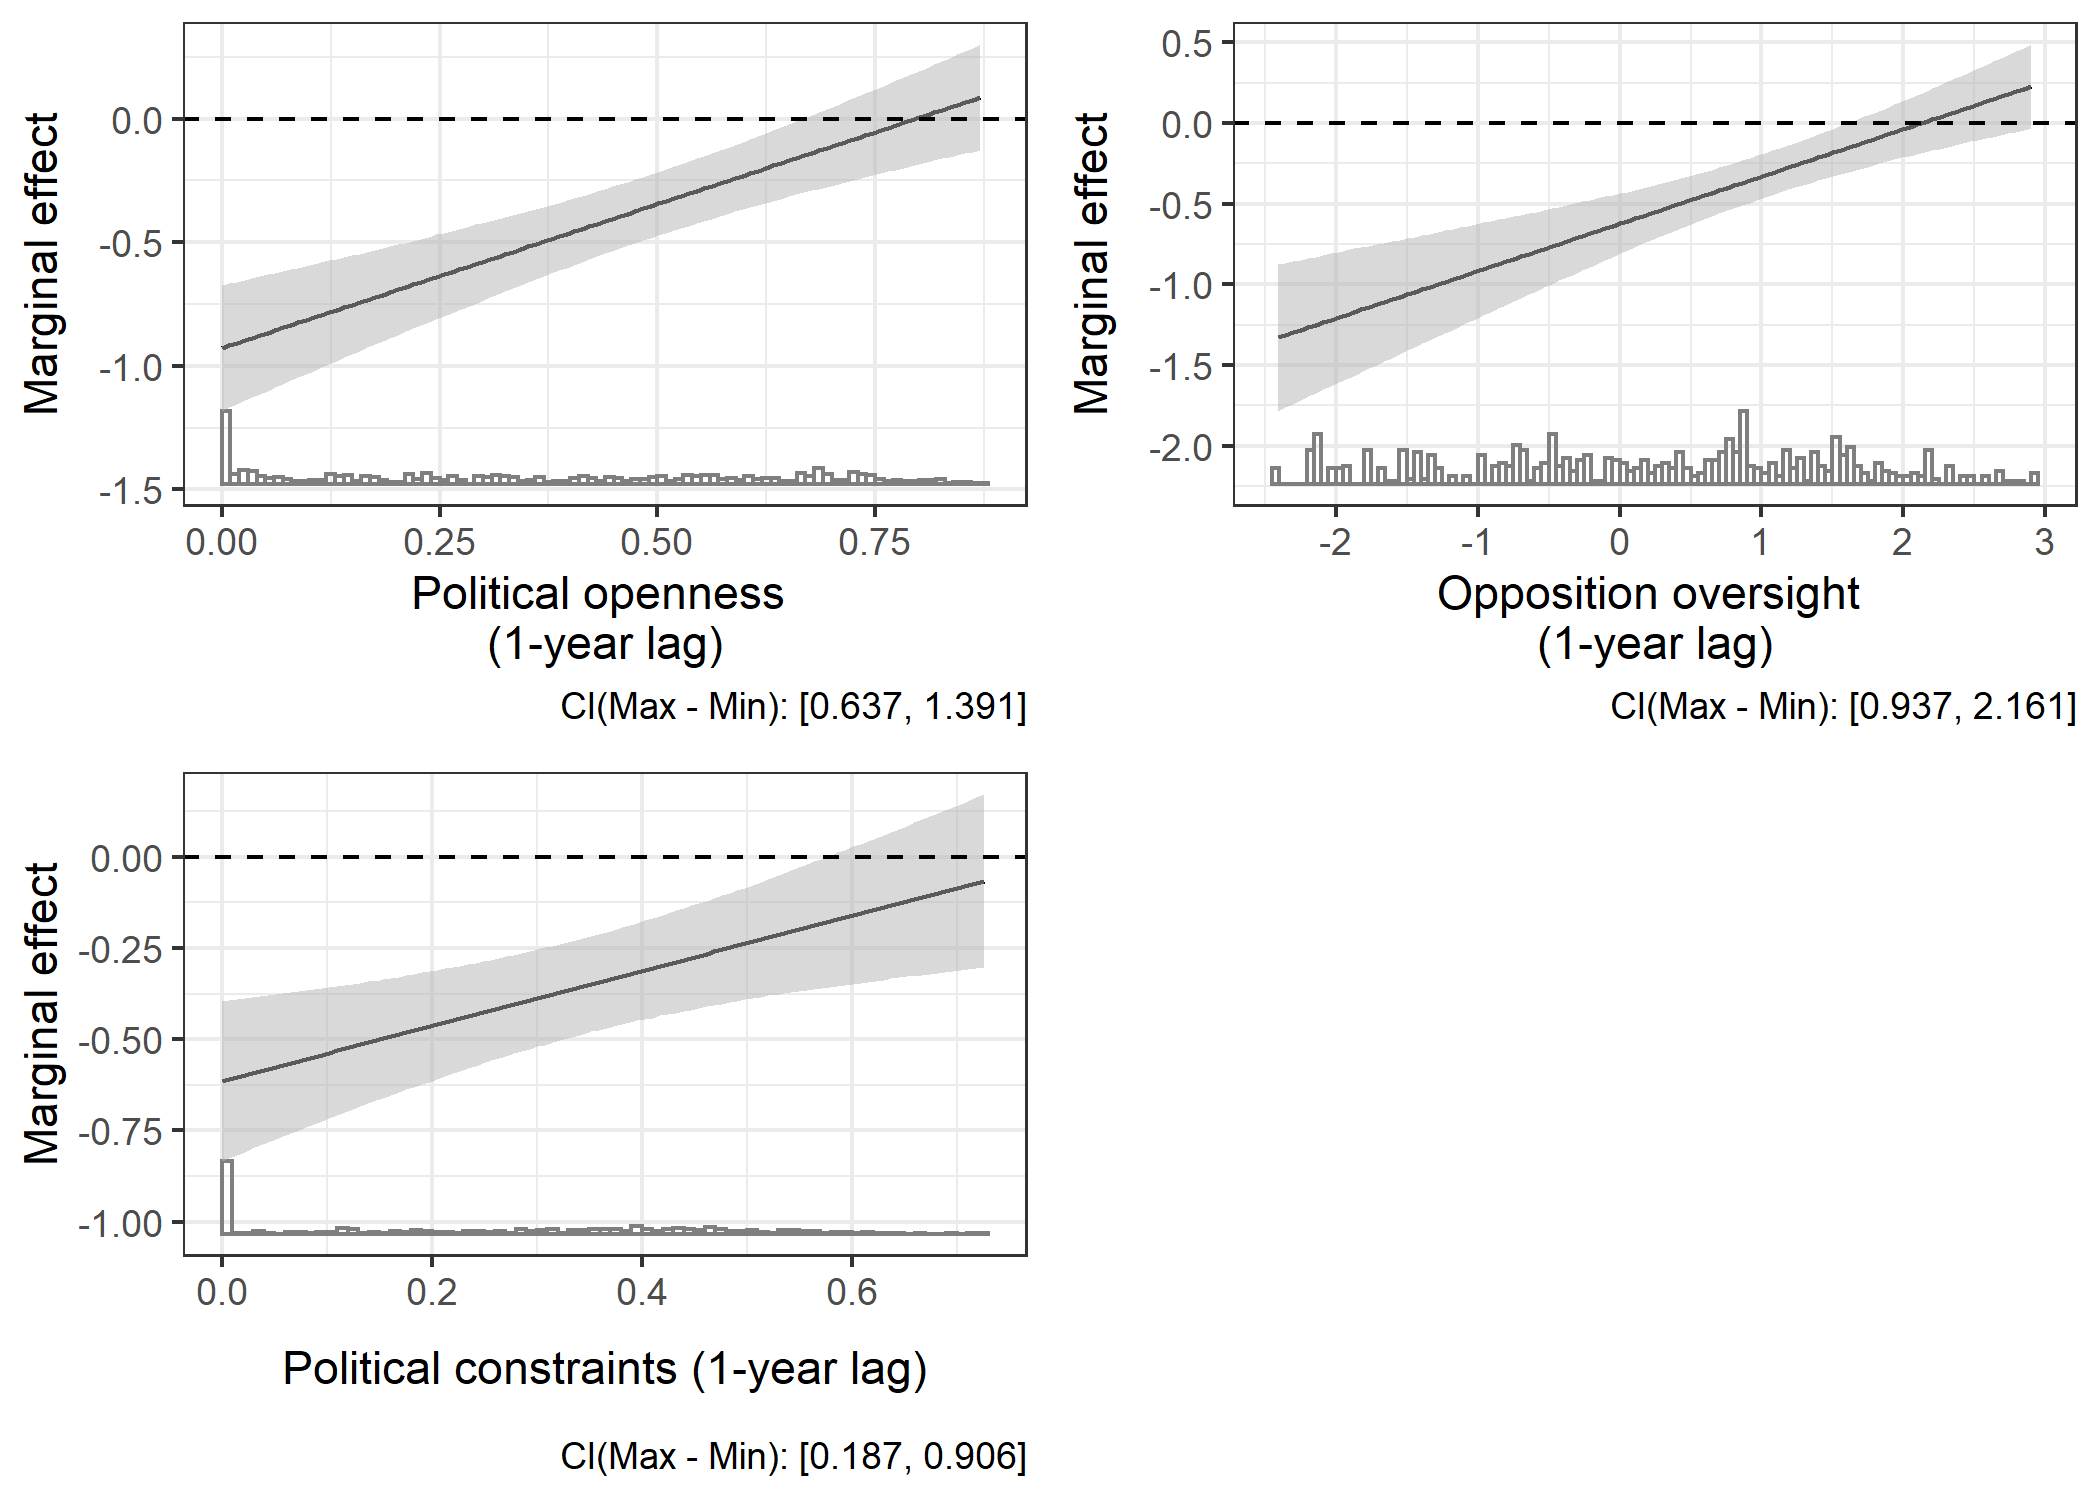 Marginal effect
0.0
-0.5
-1.0
-1.5
0.00
0.25
0.50
0.75
Political openness
(1-year lag)
CI(Max - Min): [0.637, 1.391]
Marginal effect
0.5
0.0
-0.5
-1.0
-1.5
-2.0
-2
-1
0
1
2
3
Opposition oversight
(1-year lag)
CI(Max - Min): [0.937, 2.161]
Marginal effect
0.00
-0.25
-0.50
-0.75
-1.00
0.0
0.2
0.4
0.6
Political constraints (1-year lag)
CI(Max - Min): [0.187, 0.906]